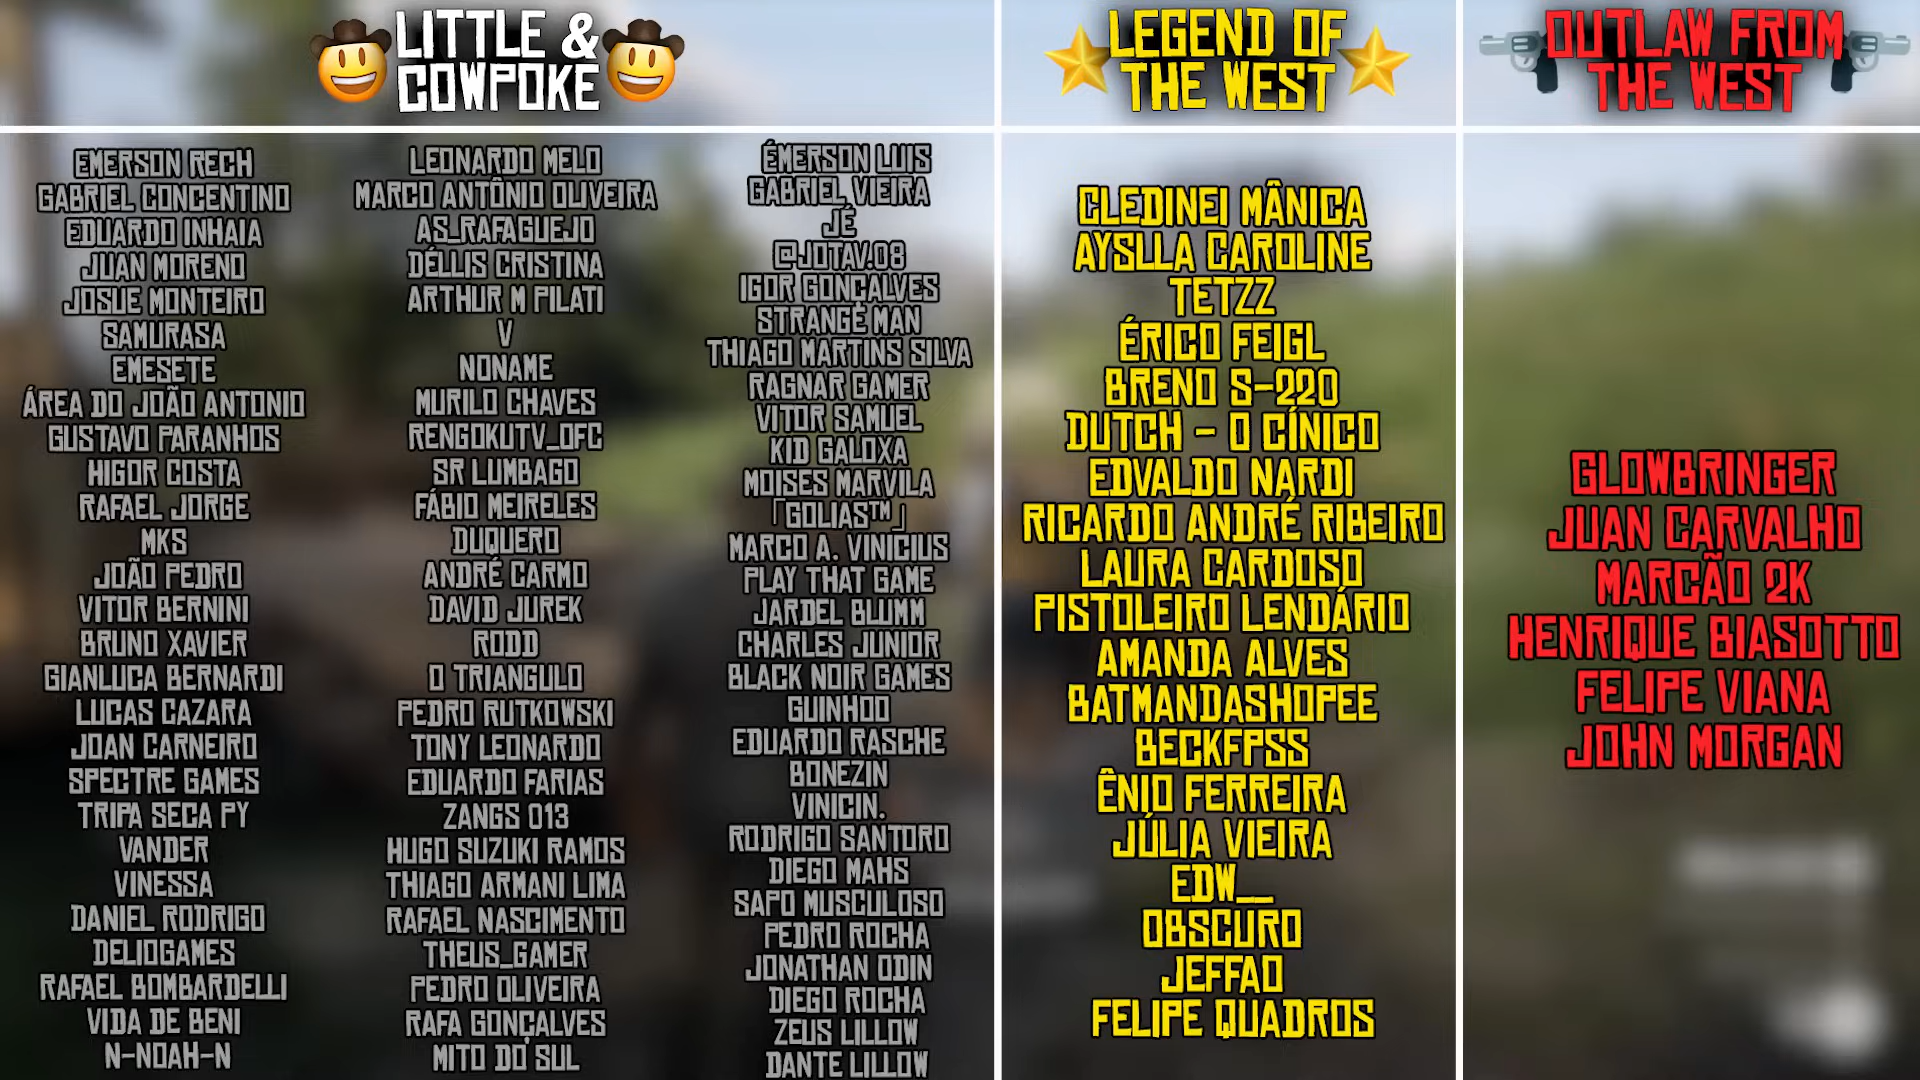 LITTLE &
COWPOKE
LEGEND OF
THE WEST
OUTLAW FROM
THE WEST
EMERSON RECH
GABRIEL CONCENTINO
EDUARDO INHAIA
JUAN MORENO
JOSUE MONTEIRO
SAMURASA
EMESETE
ÁREA DO JOÃO ANTONIO
GUSTAVO PARANHOS
HIGOR COSTA
RAFAEL JORGE
MKS
JOÃO PEDRO
VITOR BERNINI
BRUNO XAVIER
GIANLUCA BERNARDI
LUCAS CAZARA
JOAN CARNEIRO
SPECTRE GAMES
TRIPA SECA PY
VANDER
VINESSA
DANIEL RODRIGO
DELIOGAMES
RAFAEL BOMBARDELLI
VIDA DE BENI
N-NOAH-N
LEONARDO MELO
MARCO ANTÔNIO OLIVEIRA
AS_RAFAGUEJO
DÉLLIS CRISTINA
ARTHUR M PILATI
V
NONAME
MURILO CHAVES
RENGOKUTV_OFC
SR LUMBAGO
FÁBIO MEIRELES
DUQUERO
ANDRÉ CARMO
DAVID JUREK
RODD
O TRIANGULO
PEDRO RUTKOWSKI
TONY LEONARDO
EDUARDO FARIAS
ZANGS 013
HUGO SUZUKI RAMOS
THIAGO ARMANI LIMA
RAFAEL NASCIMENTO
THEUS_GAMER
PEDRO OLIVEIRA
RAFA GONÇALVES
MITO DO SUL
ÉMERSON LUIS
GABRIEL VIEIRA
JÉ
@JOTAV.08
IGOR GONÇALVES
STRANGE MAN
THIAGO MARTINS SILVA
RAGNAR GAMER
VITOR SAMUEL
KID GALOXA
MOISES MARVILA
「GOLIAS™」
MARCO A. VINICIUS
PLAY THAT GAME
JARDEL BLUMM
CHARLES JUNIOR
BLACK NOIR GAMES
GUINHOO
EDUARDO RASCHE
BONEZIN
VINICIN.
RODRIGO SANTORO
DIEGO MAHS
SAPO MUSCULOSO
PEDRO ROCHA
JONATHAN ODIN
DIEGO ROCHA
ZEUS LILLOW
DANTE LILLOW
CLEDINEI MÂNICA
AYSLLA CAROLINE
TETZZ
ÉRICO FEIGL
BRENO S-220
DUTCH - O CÍNICO
EDVALDO NARDI
RICARDO ANDRÉ RIBEIRO
LAURA CARDOSO
PISTOLEIRO LENDÁRIO
AMANDA ALVES
BATMANDASHOPEE
BECKFPSS
ÊNIO FERREIRA
JÚLIA VIEIRA
EDW__
OBSCURO
JEFFAO
FELIPE QUADROS
GLOWBRINGER
JUAN CARVALHO
MARCÃO 2K
HENRIQUE BIASOTTO
FELIPE VIANA
JOHN MORGAN